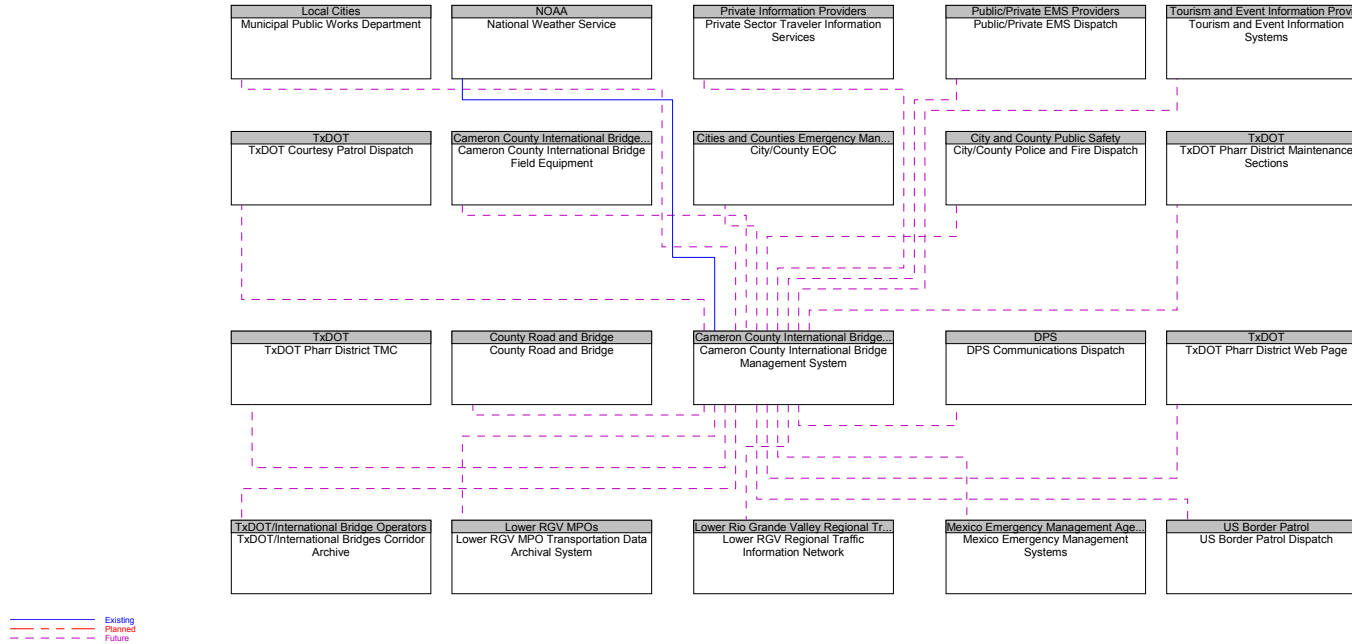 Local Cities
Municipal Public Works Department
NOAA
National Weather Service
Private Information Providers
Private Sector Traveler Information
Services
Public/Private EMS Providers
Public/Private EMS Dispatch
Tourism and Event Information Provi
Tourism and Event Information
Systems
TxDOT
TxDOT Courtesy Patrol Dispatch
Cameron County International Bridge...
Cameron County International Bridge
Field Equipment
Cities and Counties Emergency Man...
City/County EOC
City and County Public Safety
City/County Police and Fire Dispatch
TxDOT
TxDOT Pharr District Maintenance
Sections
TxDOT
TxDOT Pharr District TMC
County Road and Bridge
County Road and Bridge
Cameron County International Bridge...
Cameron County International Bridge
Management System
DPS
DPS Communications Dispatch
TxDOT
TxDOT Pharr District Web Page
TxDOT/International Bridge Operators
TxDOT/International Bridges Corridor
Archive
Lower RGV MPOs
Lower RGV MPO Transportation Data
Archival System
Lower Rio Grande Valley Regional Tr...
Lower RGV Regional Traffic
Information Network
Mexico Emergency Management Age...
Mexico Emergency Management
Systems
US Border Patrol
US Border Patrol Dispatch
Existing
Planned
Future